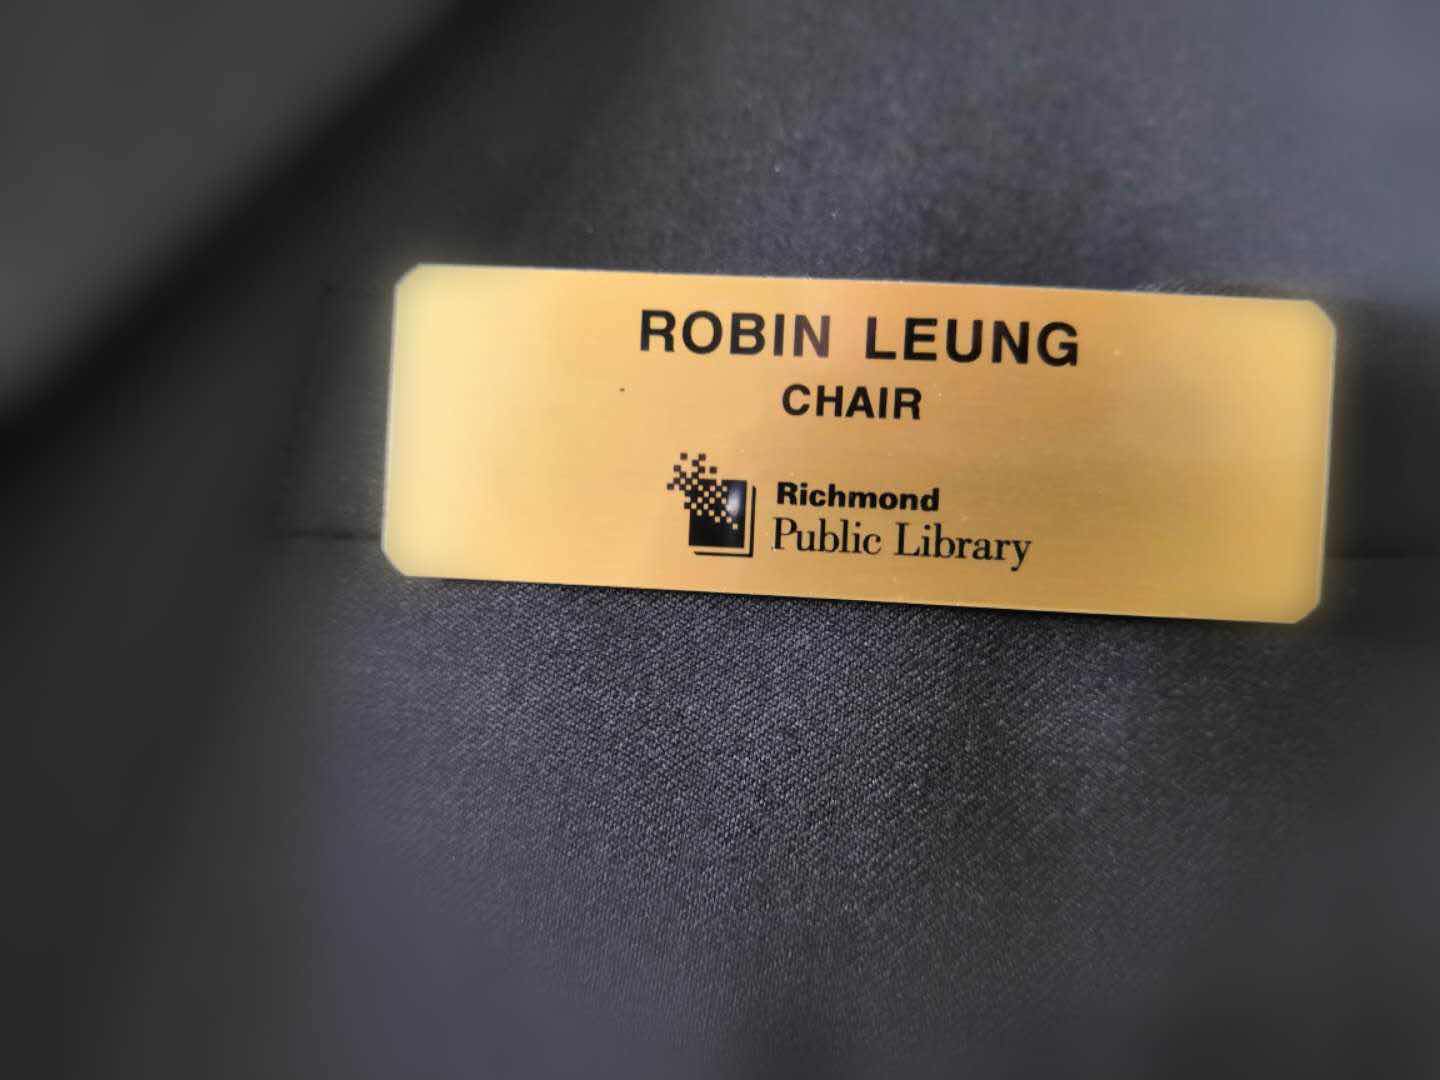 ROBIN LEUNG
CHAIR
Richmond
Public Library